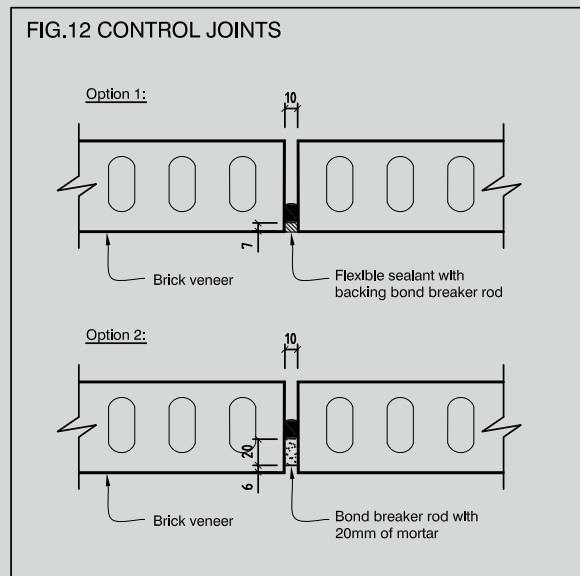 FIG.12 CONTROL JOINTS
Option 1:
10
7
Brick veneer
Flexible sealant with
backing bond breaker rod
Option 2:
10
20
6
Brick veneer
Bond breaker rod with
20mm of mortar